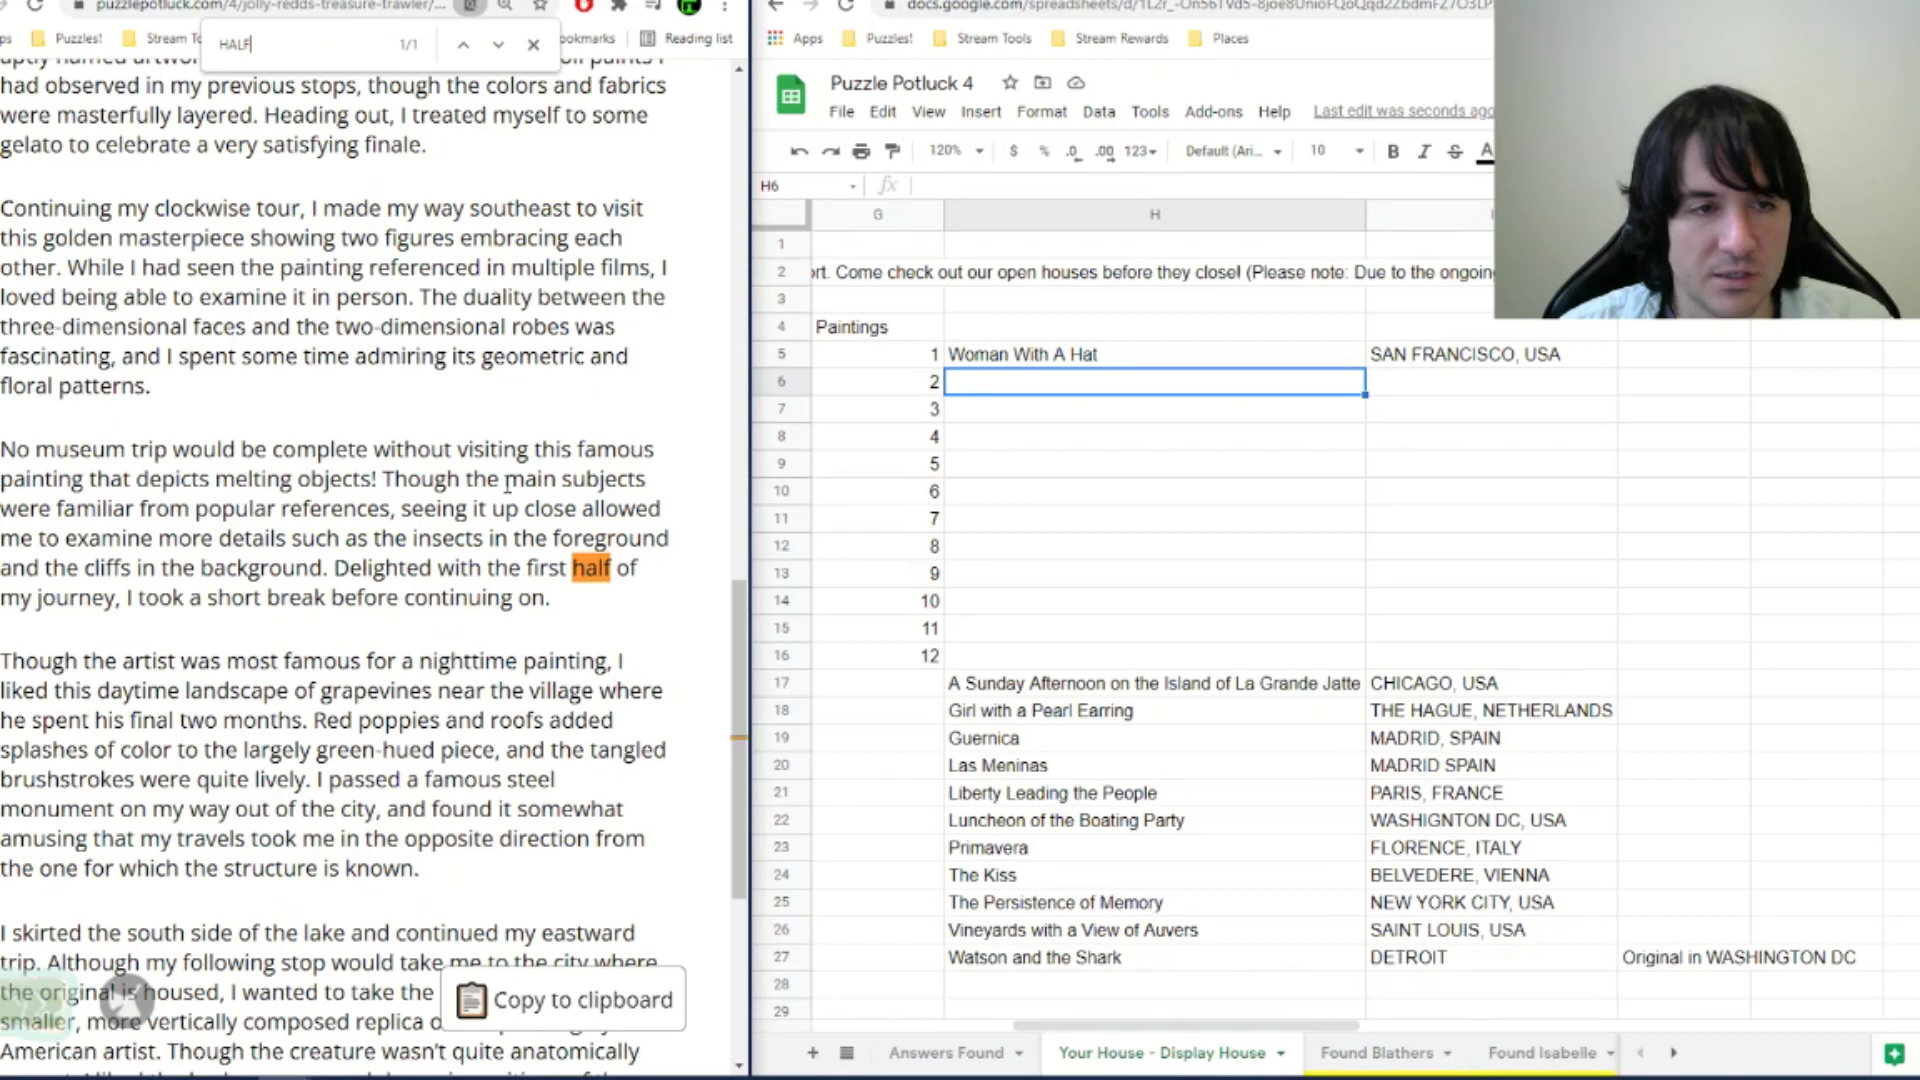 puzzlepotluck.com/4/jolly-redds-treasure-trawler/...
Puzzles!
Stream To
HALF
1/1
ookmarks
Reading list
had observed in my previous stops, though the colors and fabrics
were masterfully layered. Heading out, I treated myself to some
gelato to celebrate a very satisfying finale.
Continuing my clockwise tour, I made my way southeast to visit
this golden masterpiece showing two figures embracing each
other. While I had seen the painting referenced in multiple films, I
loved being able to examine it in person. The duality between the
three-dimensional faces and the two-dimensional robes was
fascinating, and I spent some time admiring its geometric and
floral patterns.
No museum trip would be complete without visiting this famous
painting that depicts melting objects! Though the main subjects
were familiar from popular references, seeing it up close allowed
me to examine more details such as the insects in the foreground
and the cliffs in the background. Delighted with the first half of
my journey, I took a short break before continuing on.
Though the artist was most famous for a nighttime painting, I
liked this daytime landscape of grapevines near the village where
he spent his final two months. Red poppies and roofs added
splashes of color to the largely green-hued piece, and the tangled
brushstrokes were quite lively. I passed a famous steel
monument on my way out of the city, and found it somewhat
amusing that my travels took me in the opposite direction from
the one for which the structure is known.
I skirted the south side of the lake and continued my eastward
trip. Although my following stop would take me to the city where
the original is housed, I wanted to take the
smaller, more vertically composed replica
American artist. Though the creature wasn't quite anatomically
Copy to clipboard
Apps
Puzzles!
Stream Tools
Stream Rewards
Places
Puzzle Potluck 4
File Edit View Insert Format Data Tools Add-ons Help Last edit was seconds ago
120% $ % .0 .00 123 Default (Ari... 10 B I S A
H6 fx
G H I
1
2 ort. Come check out our open houses before they close! (Please note: Due to the ongoing
3
4 Paintings
5 1 Woman With A Hat SAN FRANCISCO, USA
6 2
7 3
8 4
9 5
10 6
11 7
12 8
13 9
14 10
15 11
16 12
17 A Sunday Afternoon on the Island of La Grande Jatte CHICAGO, USA
18 Girl with a Pearl Earring THE HAGUE, NETHERLANDS
19 Guernica MADRID, SPAIN
20 Las Meninas MADRID SPAIN
21 Liberty Leading the People PARIS, FRANCE
22 Luncheon of the Boating Party WASHIGNTON DC, USA
23 Primavera FLORENCE, ITALY
24 The Kiss BELVEDERE, VIENNA
25 The Persistence of Memory NEW YORK CITY, USA
26 Vineyards with a View of Auvers SAINT LOUIS, USA
27 Watson and the Shark DETROIT Original in WASHINGTON DC
28
29
Answers Found
Your House - Display House
Found Blathers
Found Isabelle